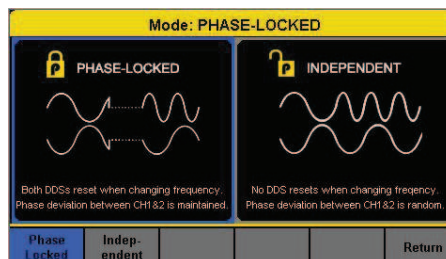 Mode: PHASE-LOCKED
P PHASE-LOCKED
Both DDSs reset when changing frequency.
Phase deviation between CH1&2 is maintained.
P INDEPENDENT
No DDS resets when changing freqency.
Phase deviation between CH1&2 is random.
Phase
Locked
Indep-
endent
Return